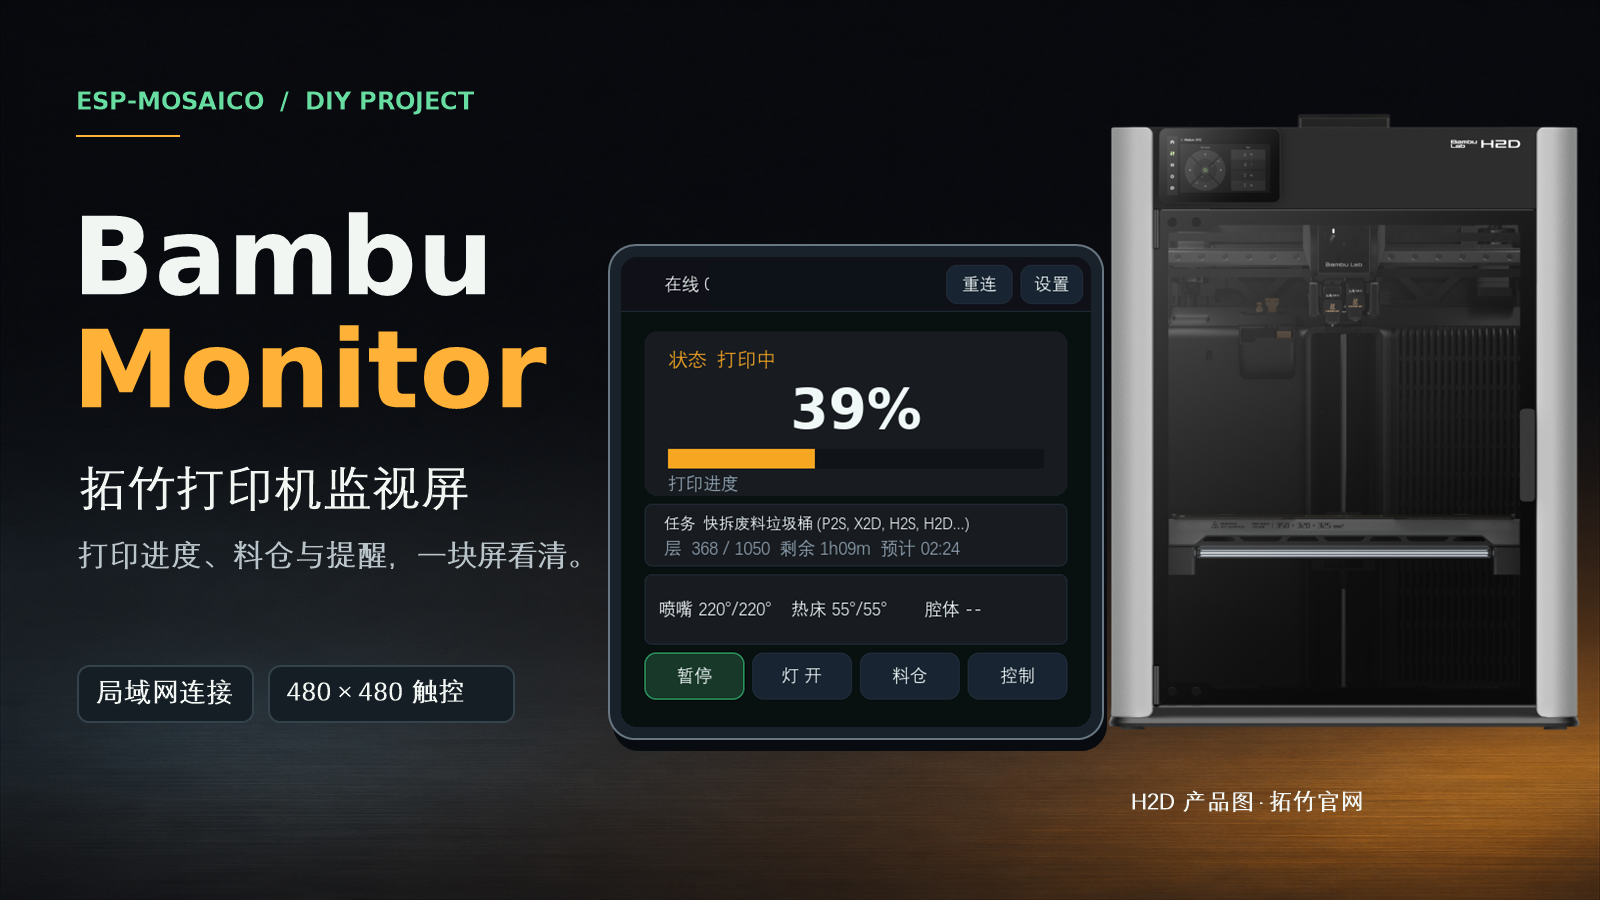 ESP-MOSAICO / DIY PROJECT
Bambu
Monitor
拓竹打印机监视屏
打印进度、料仓与提醒，一块屏看清。
局域网连接
480×480 触控
在线 (
重连
设置
状态 打印中
39%
打印进度
任务 快拆废料垃圾桶 (P2S, X2D, H2S, H2D...)
层 368 / 1050 剩余 1h09m 预计 02:24
喷嘴 220°/220° 热床 55°/55° 腔体 --
暂停
灯 开
料仓
控制
Bambu Lab H2D
Bambu Lab
H2D 产品图 · 拓竹官网